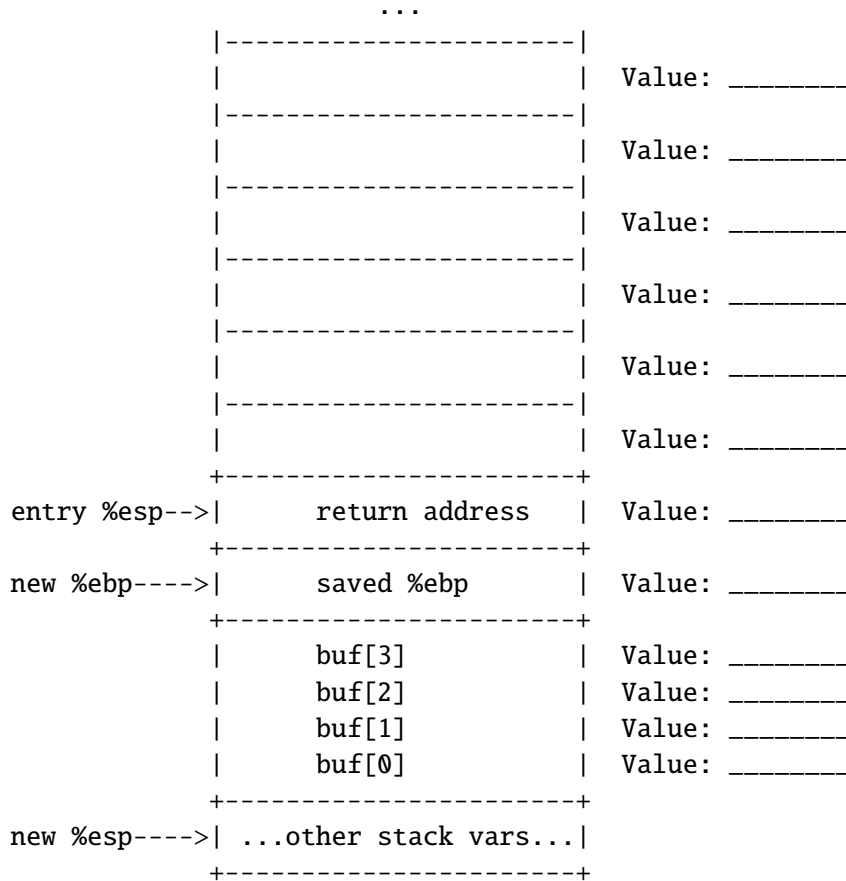 ...
|-----------------------|
|                       |  Value: ________
|-----------------------|
|                       |  Value: ________
|-----------------------|
|                       |  Value: ________
|-----------------------|
|                       |  Value: ________
|-----------------------|
|                       |  Value: ________
|-----------------------|
|                       |  Value: ________
+-----------------------+
entry %esp-->|      return address   |  Value: ________
+-----------------------+
new %ebp---->|      saved %ebp       |  Value: ________
+-----------------------+
|      buf[3]           |  Value: ________
|      buf[2]           |  Value: ________
|      buf[1]           |  Value: ________
|      buf[0]           |  Value: ________
+-----------------------+
new %esp---->| ...other stack vars...|
+-----------------------+